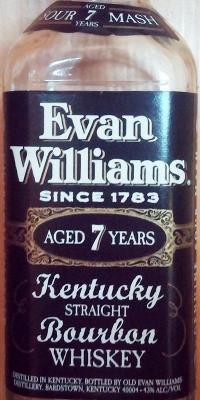 AGED
SOUR 7 MASH
YEARS
Evan
Williams.
SINCE 1783
AGED 7 YEARS
Kentucky
STRAIGHT
Bourbon
WHISKEY
DISTILLED IN KENTUCKY, BOTTLED BY OLD EVAN WILLIAMS
DISTILLERY, BARDSTOWN, KENTUCKY 40004 • 43% ALC/VOL